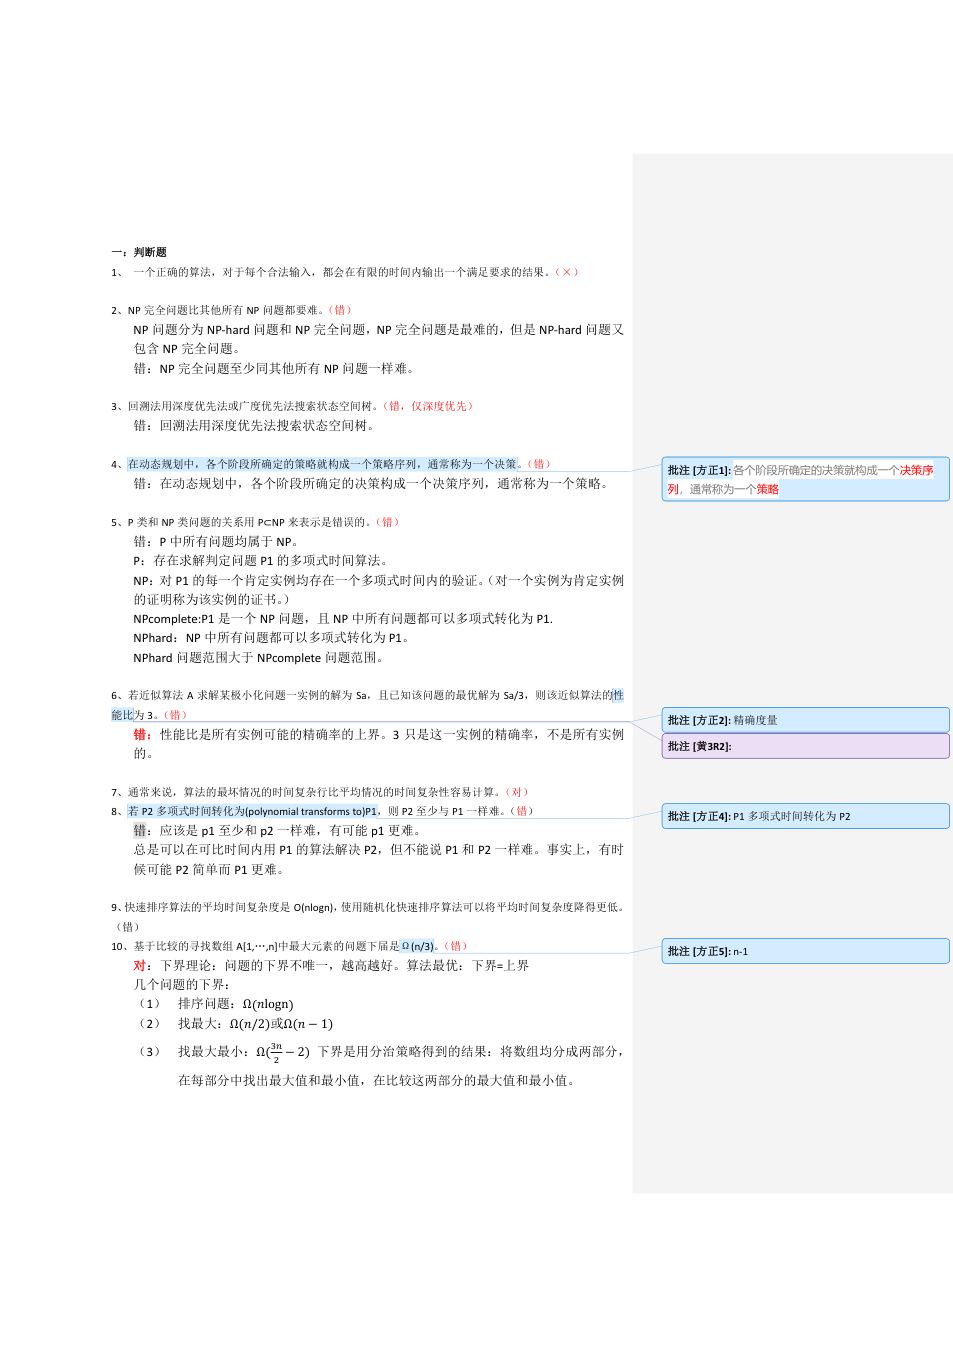 一：判断题
1、 一个正确的算法，对于每个合法输入，都会在有限的时间内输出一个满足要求的结果。（×）
2、NP 完全问题比其他所有 NP 问题都要难。（错）
NP 问题分为 NP-hard 问题和 NP 完全问题，NP 完全问题是最难的，但是 NP-hard 问题又
包含 NP 完全问题。
错：NP 完全问题至少同其他所有 NP 问题一样难。
3、回溯法用深度优先法或广度优先法搜索状态空间树。（错，仅深度优先）
错：回溯法用深度优先法搜索状态空间树。
4、在动态规划中，各个阶段所确定的策略就构成一个策略序列，通常称为一个决策。（错）
错：在动态规划中，各个阶段所确定的决策构成一个决策序列，通常称为一个策略。
批注 [方正1]: 各个阶段所确定的决策就构成一个决策序
列，通常称为一个策略
5、P 类和 NP 类问题的关系用 P⊂NP 来表示是错误的。（错）
错：P 中所有问题均属于 NP。
P：存在求解判定问题 P1 的多项式时间算法。
NP：对 P1 的每一个肯定实例均存在一个多项式时间内的验证。（对一个实例为肯定实例
的证明称为该实例的证书。）
NPcomplete:P1 是一个 NP 问题，且 NP 中所有问题都可以多项式转化为 P1.
NPhard：NP 中所有问题都可以多项式转化为 P1。
NPhard 问题范围大于 NPcomplete 问题范围。
6、若近似算法 A 求解某极小化问题一实例的解为 Sa，且已知该问题的最优解为 Sa/3，则该近似算法的性
能比为 3。（错）
错：性能比是所有实例可能的精确率的上界。3 只是这一实例的精确率，不是所有实例
的。
批注 [方正2]: 精确度量
批注 [黄3R2]:
7、通常来说，算法的最坏情况的时间复杂行比平均情况的时间复杂性容易计算。（对）
8、若 P2 多项式时间转化为(polynomial transforms to)P1，则 P2 至少与 P1 一样难。（错）
错：应该是 p1 至少和 p2 一样难，有可能 p1 更难。
总是可以在可比时间内用 P1 的算法解决 P2，但不能说 P1 和 P2 一样难。事实上，有时
候可能 P2 简单而 P1 更难。
批注 [方正4]: P1 多项式时间转化为 P2
9、快速排序算法的平均时间复杂度是 O(nlogn)，使用随机化快速排序算法可以将平均时间复杂度降得更低。
（错）
10、基于比较的寻找数组 A[1,…,n]中最大元素的问题下届是Ω(n/3)。（错）
对：下界理论：问题的下界不唯一，越高越好。算法最优：下界=上界
几个问题的下界：
（1） 排序问题：Ω(nlogn)
（2） 找最大：Ω(n/2)或Ω(n − 1)
（3） 找最大最小：Ω(3n/2 − 2) 下界是用分治策略得到的结果：将数组均分成两部分，
在每部分中找出最大值和最小值，在比较这两部分的最大值和最小值。
批注 [方正5]: n-1